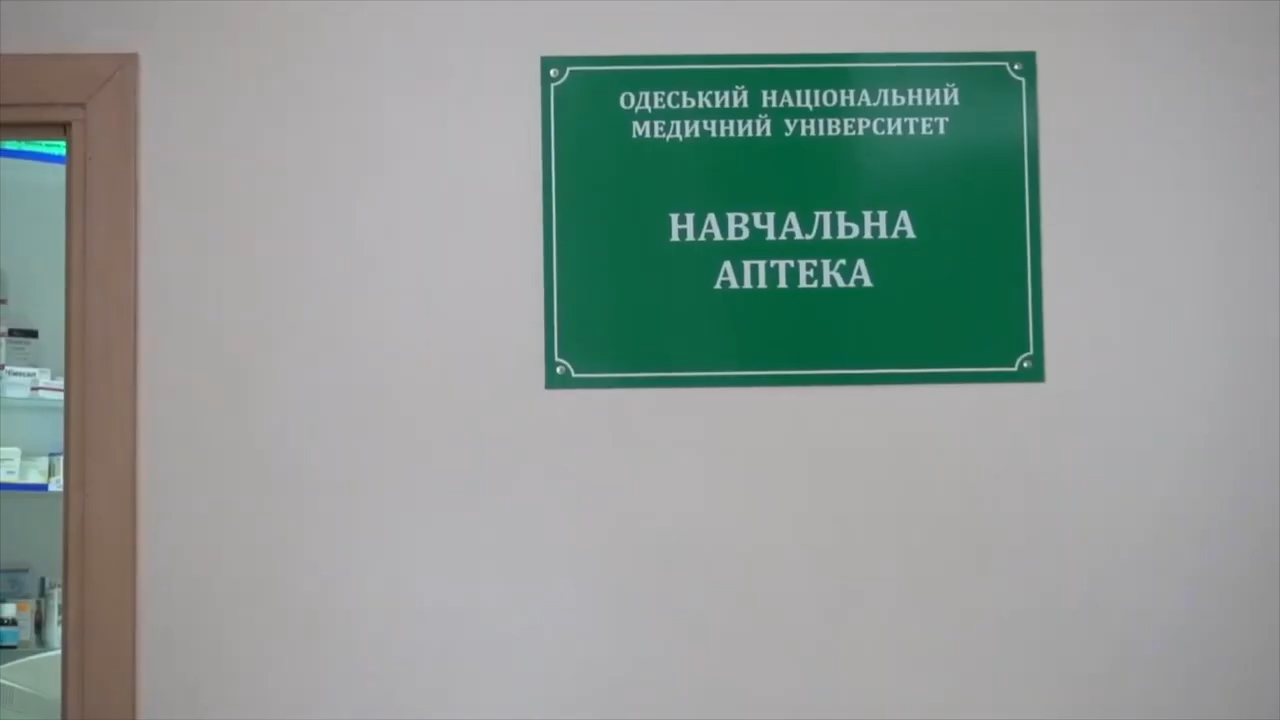 ОДЕСЬКИЙ НАЦІОНАЛЬНИЙ
МЕДИЧНИЙ УНІВЕРСИТЕТ
НАВЧАЛЬНА
АПТЕКА